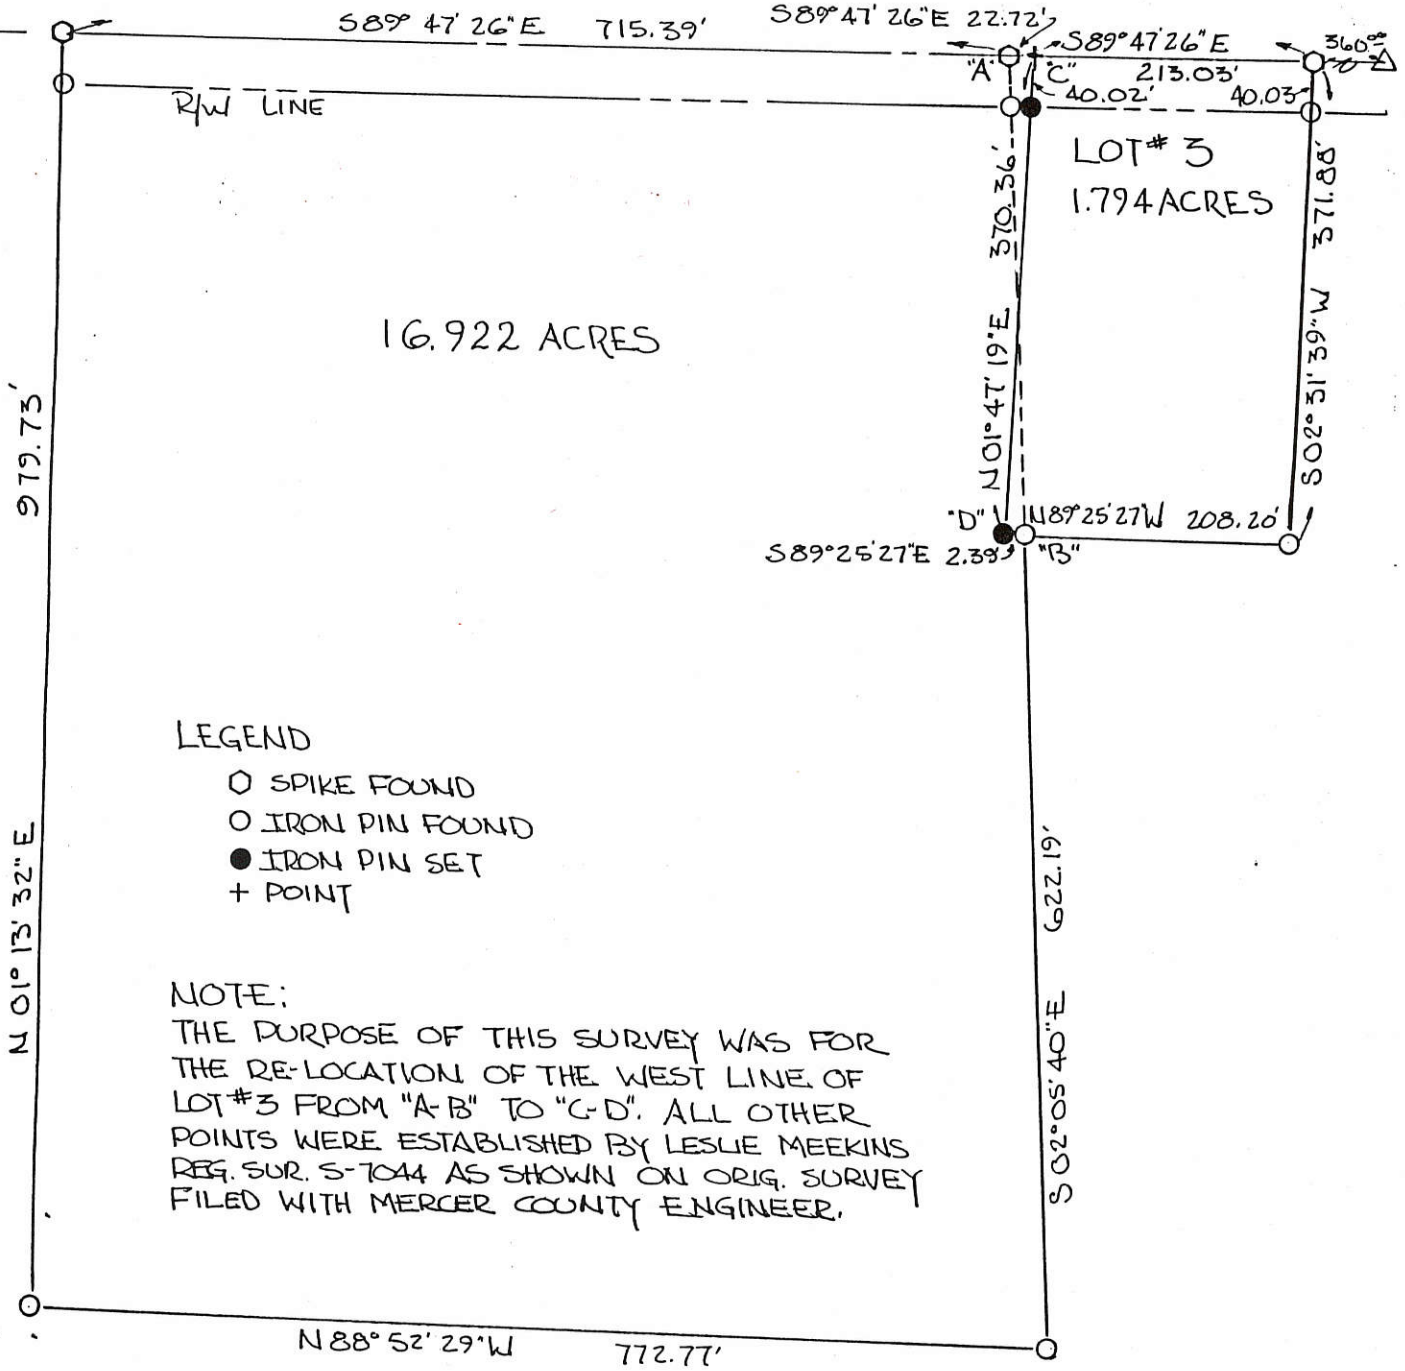 S89° 47' 26"E 715.39'
S89° 47' 26"E 22.72'
S89° 47' 26"E
213.03'
"A"
"C"
40.02'
40.03'
R/W LINE
LOT# 3
1.794 ACRES
370.36'
N 01° 47' 19"E
371.88'
S 02° 31' 39"W
16.922 ACRES
979.73'
N 01° 13' 32" E
"D"
N89° 25' 27"W 208.20'
S89° 25' 27"E 2.39'
"B"
622.19'
S 02° 05' 40"E
LEGEND
SPIKE FOUND
IRON PIN FOUND
IRON PIN SET
+ POINT
NOTE:
THE PURPOSE OF THIS SURVEY WAS FOR
THE RE-LOCATION OF THE WEST LINE OF
LOT #3 FROM "A-B" TO "C-D". ALL OTHER
POINTS WERE ESTABLISHED BY LESLIE MEEKINS
REG. SUR. S-7044 AS SHOWN ON ORIG. SURVEY
FILED WITH MERCER COUNTY ENGINEER.
N 88° 52' 29"W 772.77'